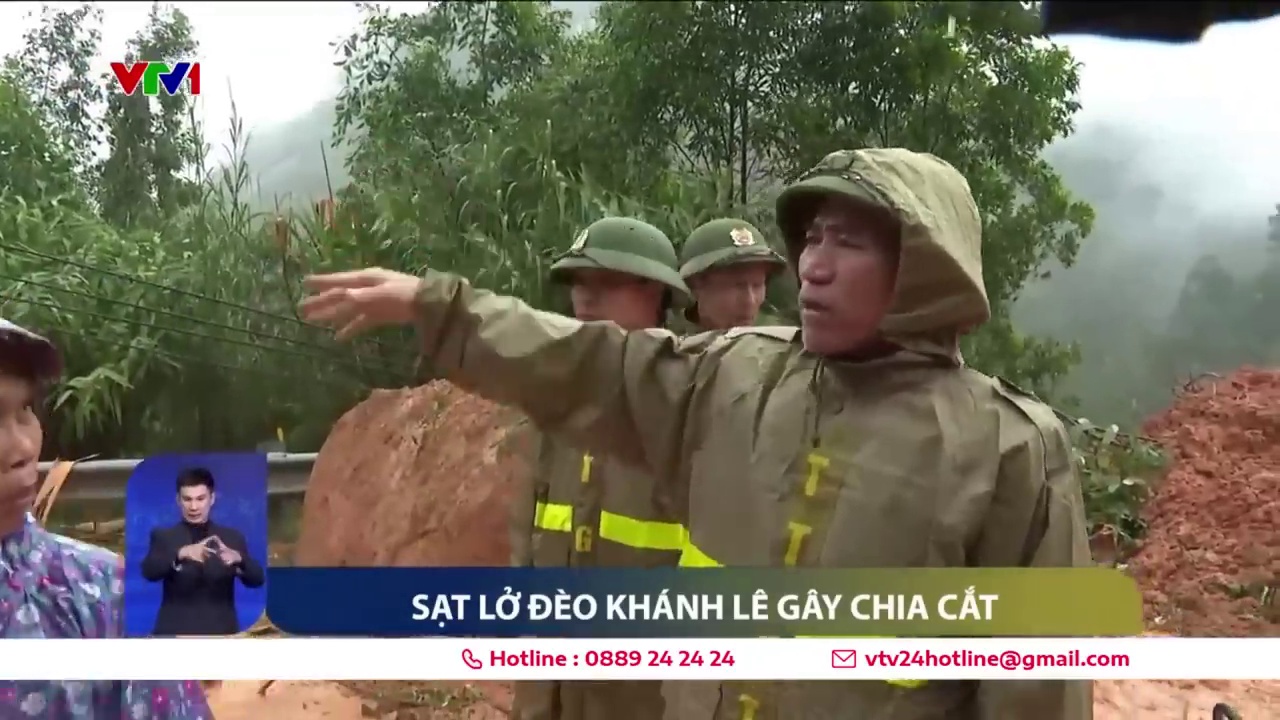 VTV1
T
G
T
T
SẠT LỞ ĐÈO KHÁNH LÊ GÂY CHIA CẮT
Hotline : 0889 24 24 24
vtv24hotline@gmail.com